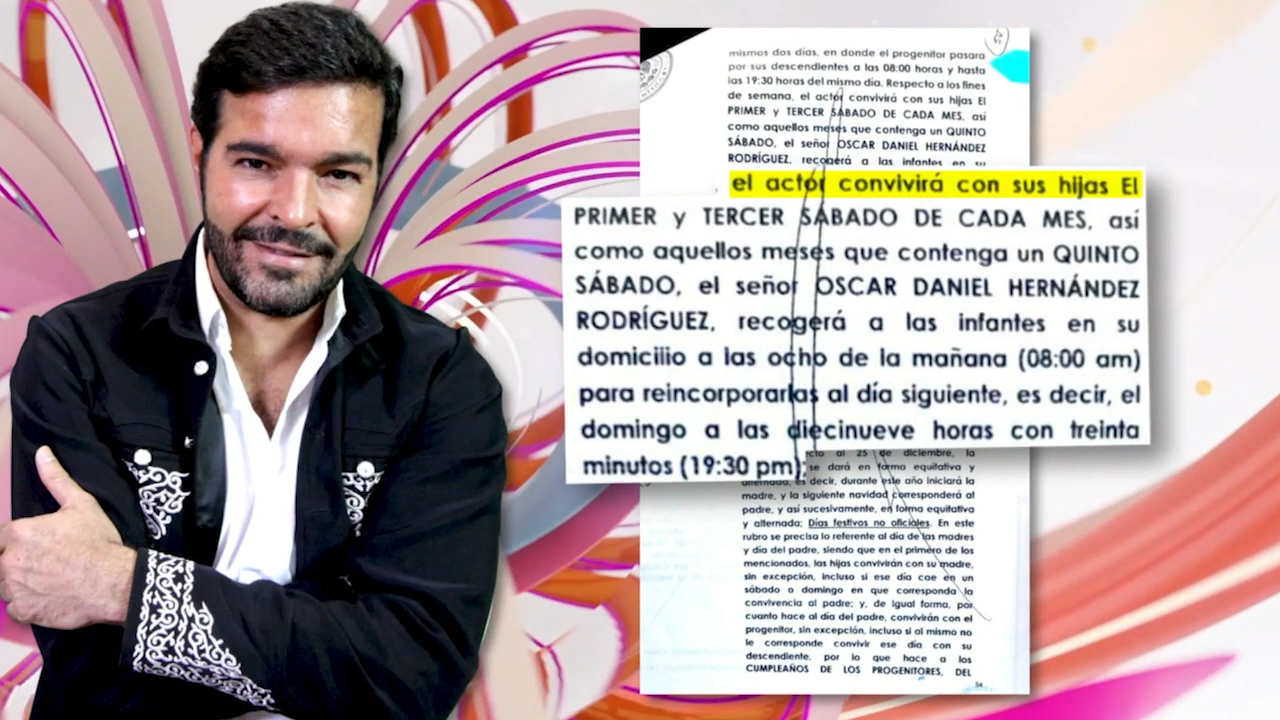 mismos dos días, en donde el progenitor pasara
por sus descendientes a las 08:00 horas y hasta
las 19:30 horas del mismo día. Respecto a los fines
de semana, el actor convivirá con sus hijas El
PRIMER y TERCER SÁBADO DE CADA MES, así
como aquellos meses que contenga un QUINTO
SÁBADO, el señor OSCAR DANIEL HERNÁNDEZ
RODRÍGUEZ, recogerá a las infantes en su
, el actor convivirá con sus hijas El
PRIMER y TERCER SÁBADO DE CADA MES, así
como aquellos meses que contenga un QUINTO
SÁBADO, el señor OSCAR DANIEL HERNÁNDEZ
RODRÍGUEZ, recogerá a las infantes en su
domicilio a las ocho de la mañana (08:00 am)
para reincorporarlas al día siguiente, es decir, el
domingo a las diecinueve horas con treinta
minutos (19:30 pm);
al 25 de diciembre, la
se dará en forma equitativa y
alternada, es decir, durante este año iniciará la
madre, y la siguiente navidad corresponderá al
padre, y así sucesivamente, en forma equitativa
y alternada; Días festivos no oficiales. En este
rubro se precisa lo referente al día de las madres
y día del padre, siendo que en el primero de los
mencionados, las hijas convivirán con su madre,
sin excepción, incluso si ese día cae en un
sábado o domingo en que corresponda la
convivencia al padre; y, de igual forma, por
cuanto hace al día del padre, convivirán con el
progenitor, sin excepción, incluso si al mismo no
le corresponde convivir ese día con su
descendiente, por lo que hace a los
CUMPLEAÑOS DE LOS PROGENITORES, DEL
54